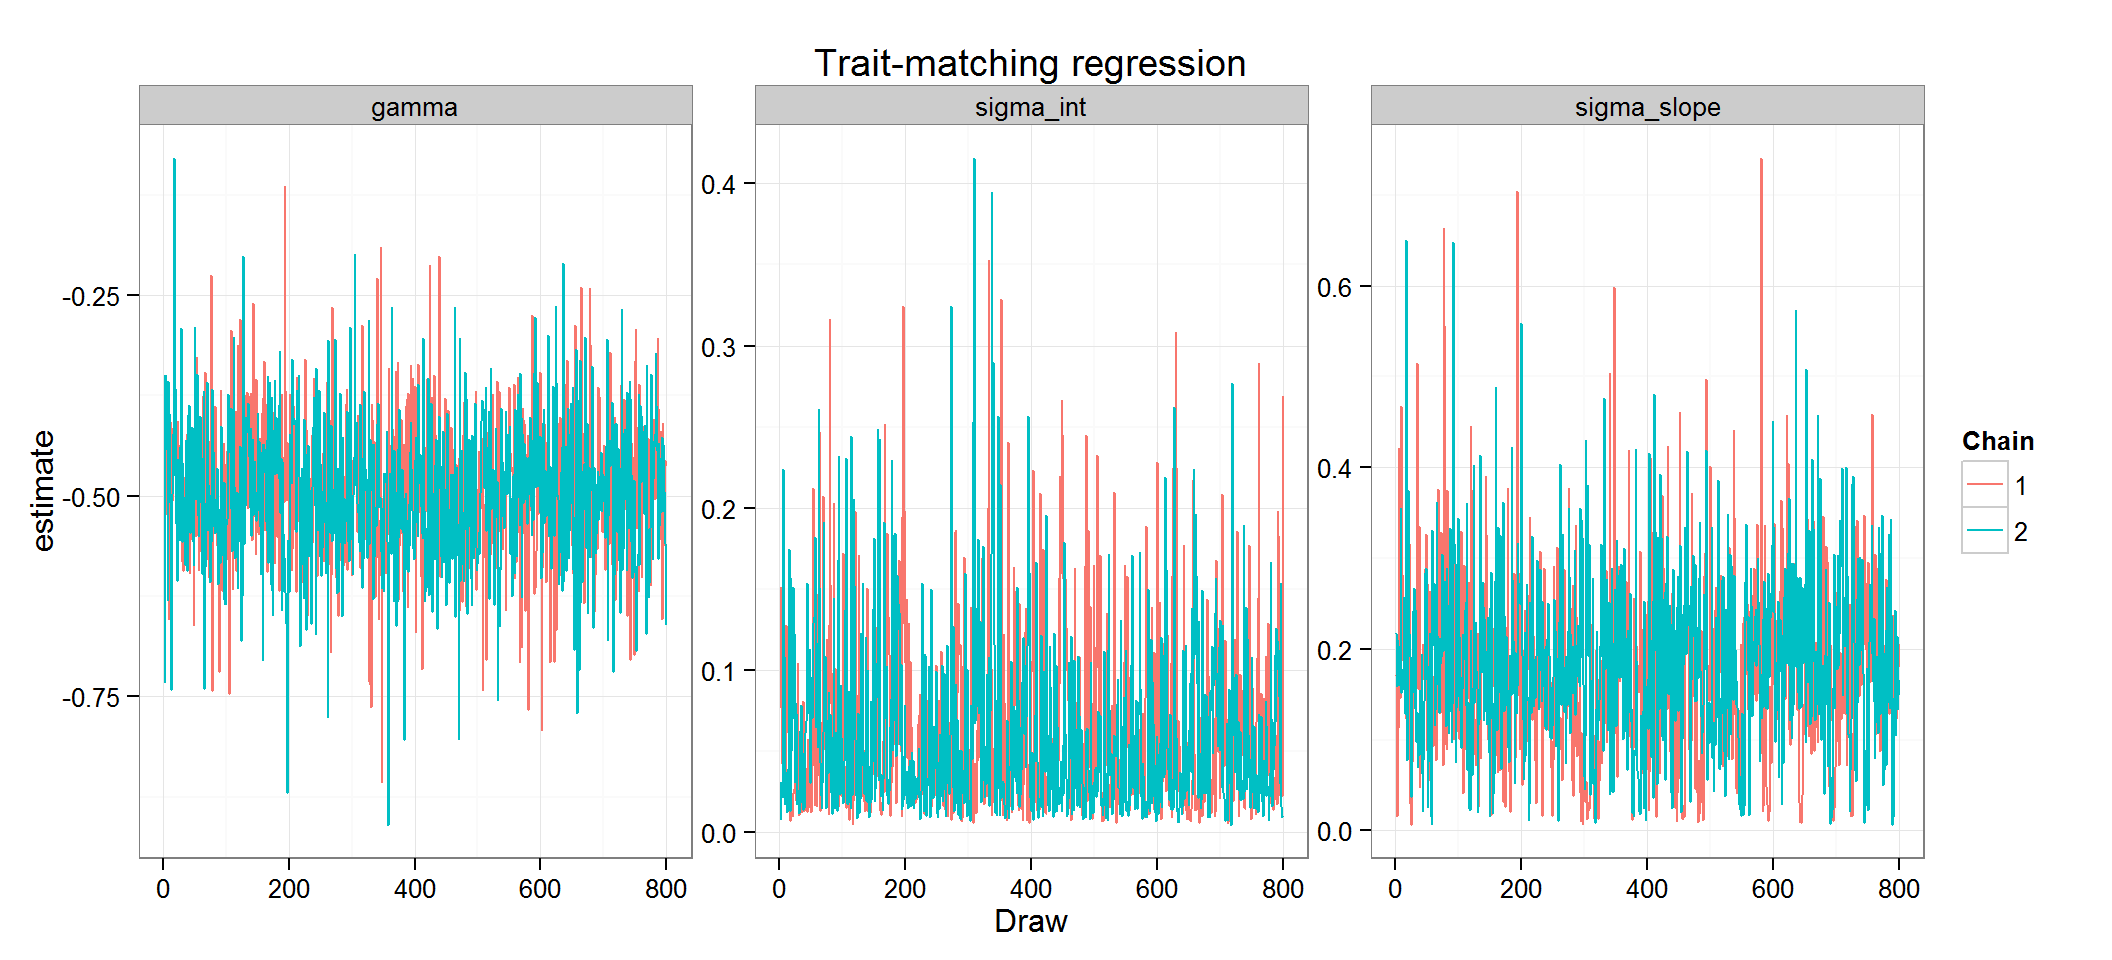 Trait-matching regression
gamma
sigma_int
sigma_slope
estimate
-0.25
-0.50
-0.75
0.4
0.3
0.2
0.1
0.0
0.6
0.4
0.2
0.0
0 200 400 600 800
0 200 400 600 800
0 200 400 600 800
Draw
Chain
1
2